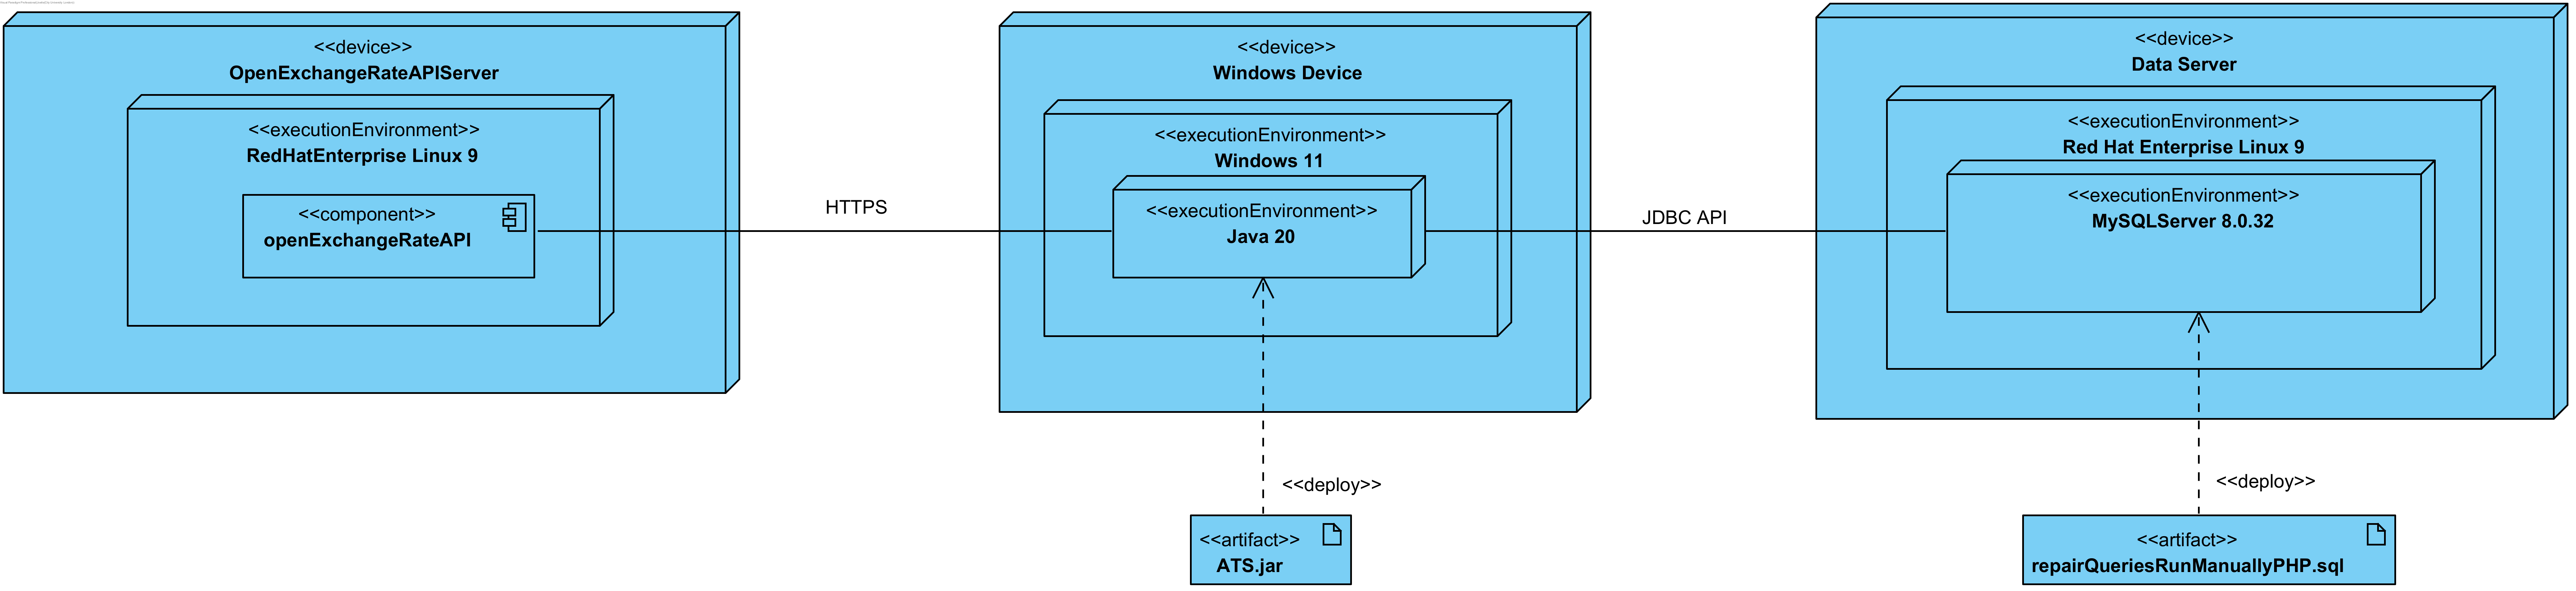 <<device>>
OpenExchangeRateAPIServer
<<executionEnvironment>>
RedHatEnterprise Linux 9
<<component>>
openExchangeRateAPI
HTTPS
<<device>>
Windows Device
<<executionEnvironment>>
Windows 11
<<executionEnvironment>>
Java 20
JDBC API
<<device>>
Data Server
<<executionEnvironment>>
Red Hat Enterprise Linux 9
<<executionEnvironment>>
MySQLServer 8.0.32
<<deploy>>
<<artifact>>
ATS.jar
<<deploy>>
<<artifact>>
repairQueriesRunManuallyPHP.sql